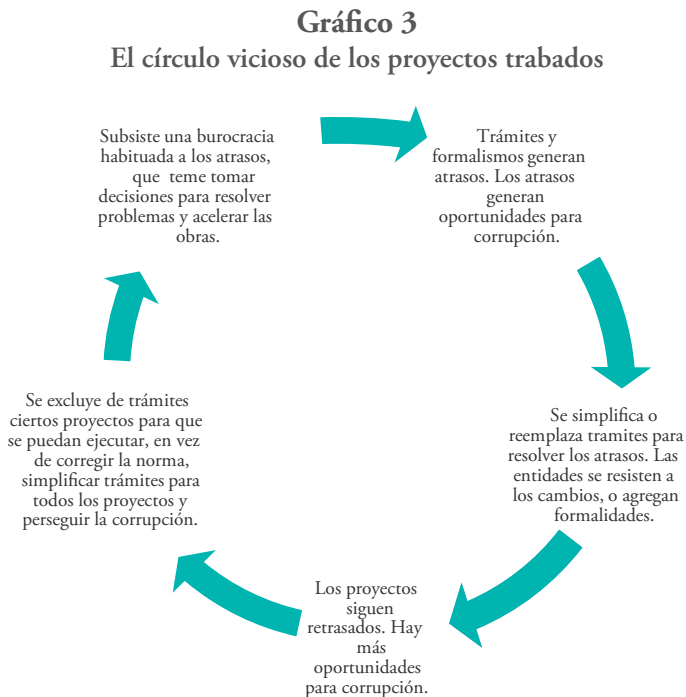 Gráfico 3
El círculo vicioso de los proyectos trabados
Subsiste una burocracia
habituada a los atrasos,
que teme tomar
decisiones para resolver
problemas y acelerar las
obras.
Trámites y
formalismos generan
atrasos. Los atrasos
generan
oportunidades para
corrupción.
Se simplifica o
reemplaza tramites para
resolver los atrasos. Las
entidades se resisten a
los cambios, o agregan
formalidades.
Los proyectos
siguen
retrasados. Hay
más
oportunidades
para corrupción.
Se excluye de trámites
ciertos proyectos para que
se puedan ejecutar, en vez
de corregir la norma,
simplificar trámites para
todos los proyectos y
perseguir la corrupción.